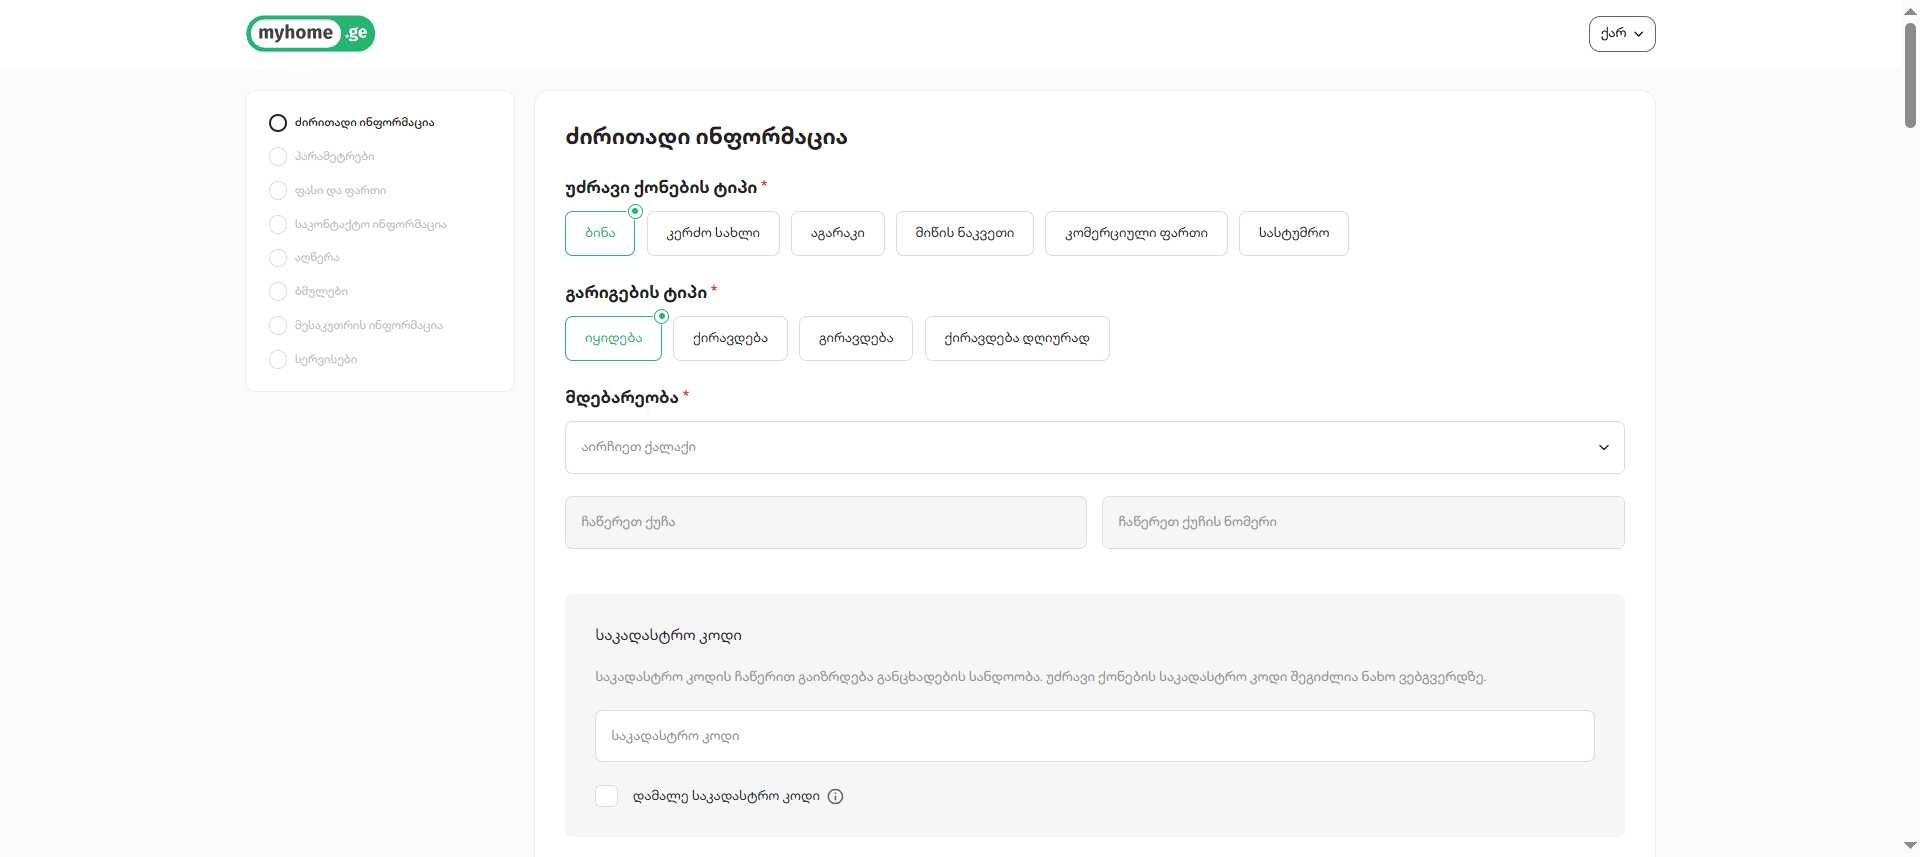 myhome.ge
ქარ
ძირითადი ინფორმაცია
პარამეტრები
ფასი და ფართი
საკონტაქტო ინფორმაცია
აღწერა
ბმულები
მესაკუთრის ინფორმაცია
სერვისები
ძირითადი ინფორმაცია
უძრავი ქონების ტიპი *
ბინა კერძო სახლი აგარაკი მიწის ნაკვეთი კომერციული ფართი სასტუმრო
გარიგების ტიპი *
იყიდება ქირავდება გირავდება ქირავდება დღიურად
მდებარეობა *
აირჩიეთ ქალაქი
ჩაწერეთ ქუჩა ჩაწერეთ ქუჩის ნომერი
საკადასტრო კოდი
საკადასტრო კოდის ჩაწერით გაიზრდება განცხადების სანდოობა. უძრავი ქონების საკადასტრო კოდი შეგიძლია ნახო ვებგვერდზე.
საკადასტრო კოდი
დამალე საკადასტრო კოდი